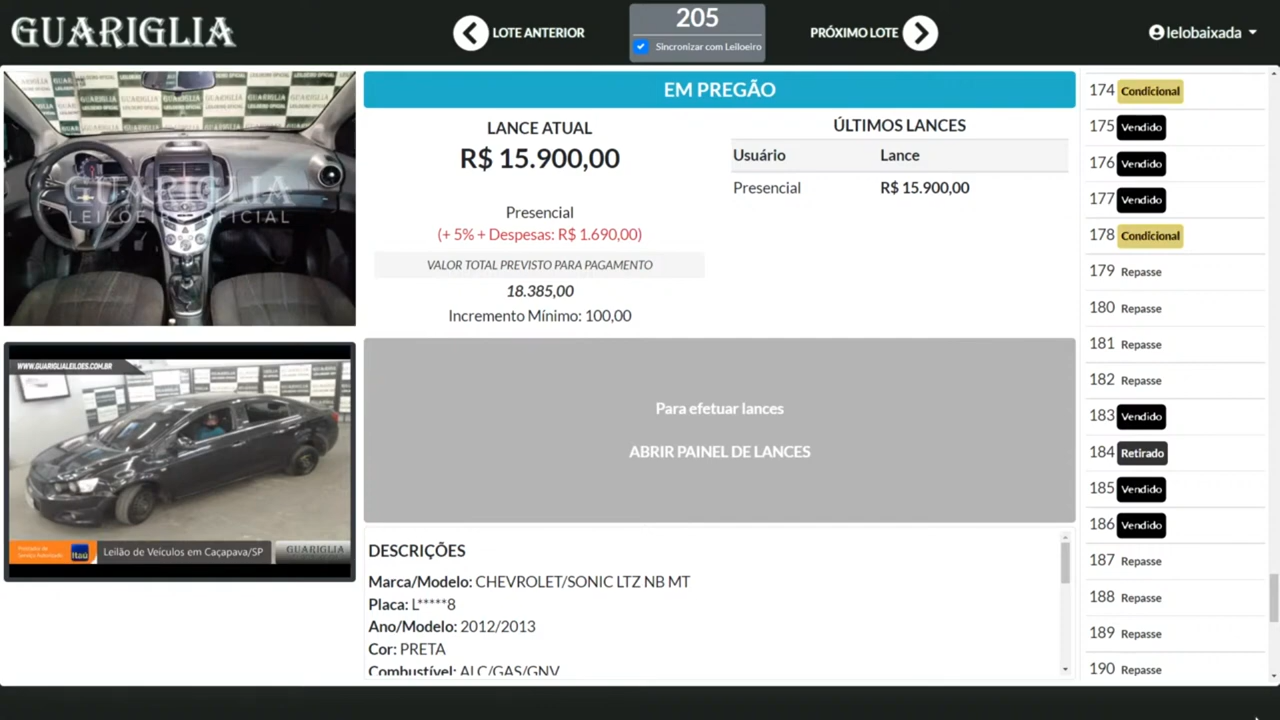 GUARIGLIA
LOTE ANTERIOR
205
Sincronizar com Leiloeiro
PRÓXIMO LOTE
lelobaixada
GUARIGLIA
LEILOEIRO OFICIAL
WWW.GUARIGLIALEILOES.COM.BR
Itaú
Leilão de Veículos em Caçapava/SP
GUARIGLIA
EM PREGÃO
LANCE ATUAL
R$ 15.900,00
Presencial
(+ 5% + Despesas: R$ 1.690,00)
VALOR TOTAL PREVISTO PARA PAGAMENTO
18.385,00
Incremento Mínimo: 100,00
ÚLTIMOS LANCES
Usuário Lance
Presencial R$ 15.900,00
Para efetuar lances
ABRIR PAINEL DE LANCES
DESCRIÇÕES
Marca/Modelo: CHEVROLET/SONIC LTZ NB MT
Placa: L*****8
Ano/Modelo: 2012/2013
Cor: PRETA
Combustível: ALC/GAS/GNV
174 Condicional
175 Vendido
176 Vendido
177 Vendido
178 Condicional
179 Repasse
180 Repasse
181 Repasse
182 Repasse
183 Vendido
184 Retirado
185 Vendido
186 Vendido
187 Repasse
188 Repasse
189 Repasse
190 Repasse